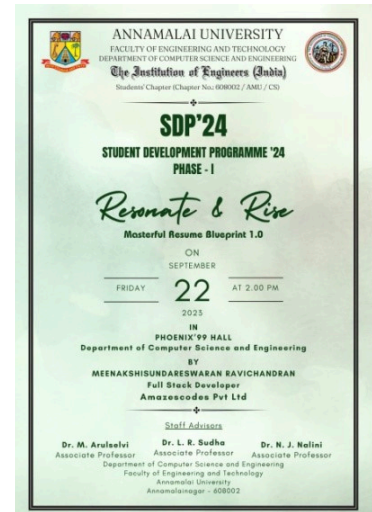 ANNAMALAI UNIVERSITY
FACULTY OF ENGINEERING AND TECHNOLOGY
DEPARTMENT OF COMPUTER SCIENCE AND ENGINEERING
The Institution of Engineers (India)
Students' Chapter (Chapter No.: 608002 / AMU / CS)
SDP'24
STUDENT DEVELOPMENT PROGRAMME '24
PHASE - I
Resonate & Rise
Masterful Resume Blueprint 1.0
ON
SEPTEMBER
FRIDAY 22 AT 2.00 PM
2023
IN
PHOENIX'99 HALL
Department of Computer Science and Engineering
BY
MEENAKSHISUNDARESWARAN RAVICHANDRAN
Full Stack Developer
Amazescodes Pvt Ltd
Staff Advisors
Dr. M. Arulselvi Dr. L. R. Sudha Dr. N. J. Nalini
Associate Professor Associate Professor Associate Professor
Department of Computer Science and Engineering
Faculty of Engineering and Technology
Annamalai University
Annamalainagar - 608002